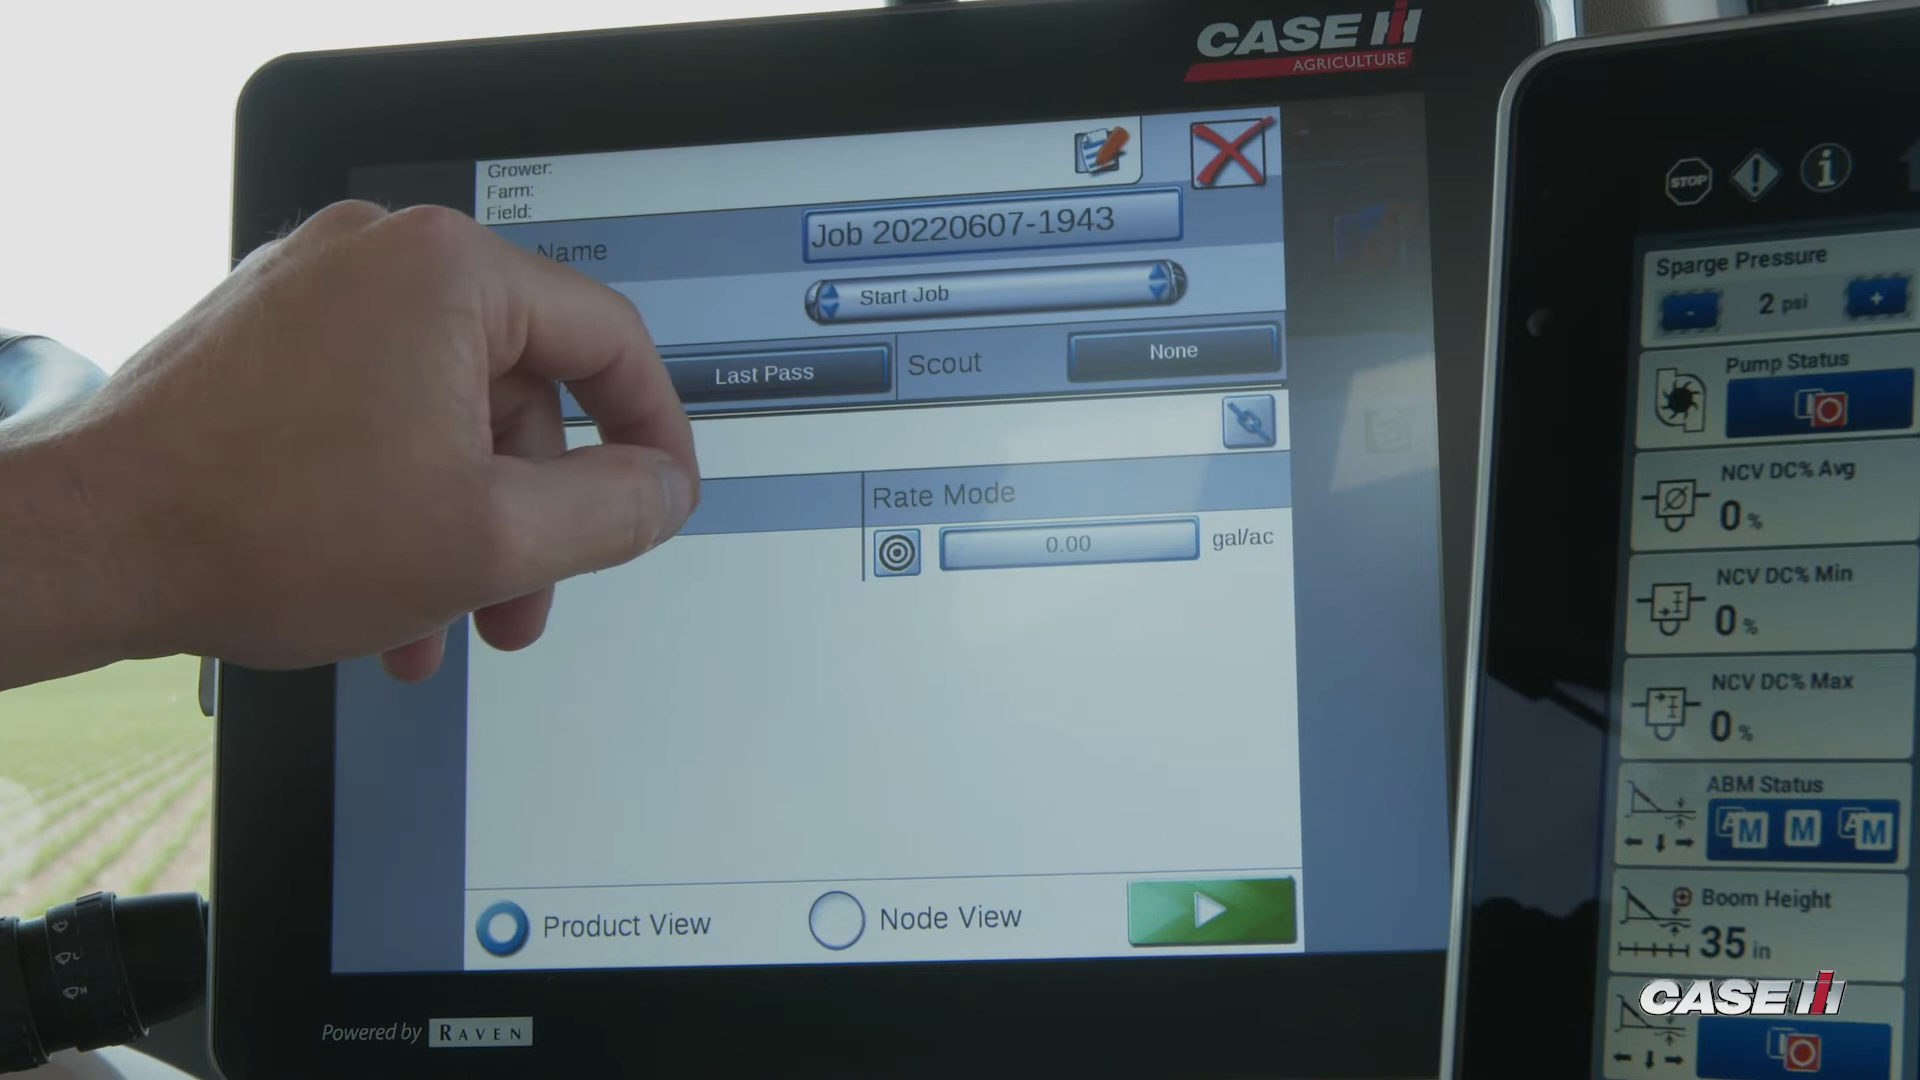 CASE IH
AGRICULTURE
Grower:
Farm:
Field:
Name
Job 20220607-1943
Start Job
Last Pass
Scout
None
Rate Mode
0.00
gal/ac
Product View
Node View
Powered by RAVEN
STOP
Sparge Pressure
- 2 psi +
Pump Status
NCV DC% Avg
0 %
NCV DC% Min
0 %
NCV DC% Max
0 %
ABM Status
AM M AM
Boom Height
35 in
CASE IH